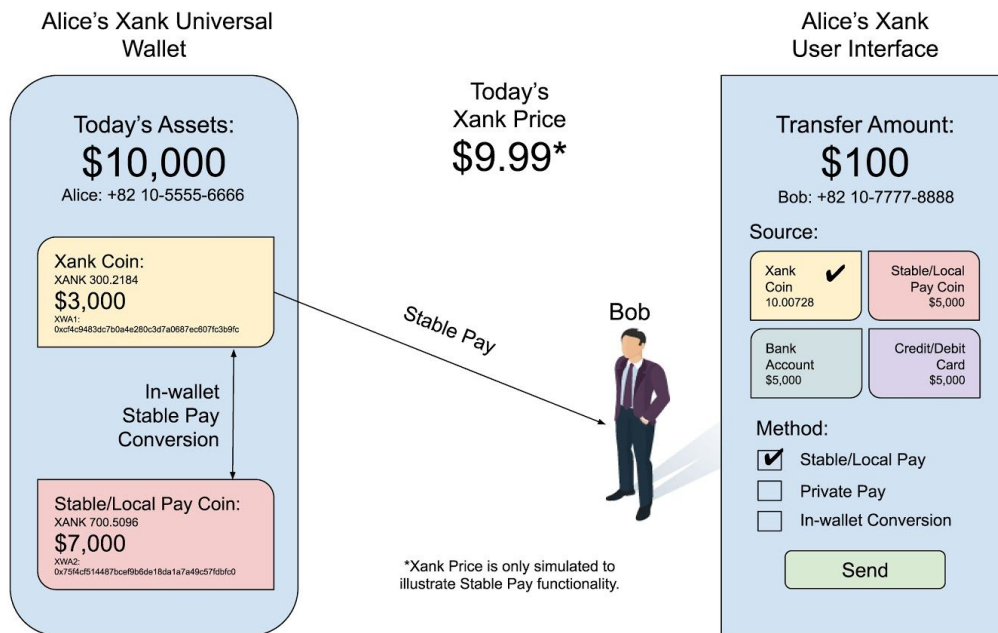 Alice's Xank Universal
Wallet
Today's Assets:
$10,000
Alice: +82 10-5555-6666
Xank Coin:
XANK 300.2184
$3,000
XWA1:
0xcf4c9483dc7b0a4e280c3d7a0687ec607fc3b9fc
In-wallet
Stable Pay
Conversion
Stable/Local Pay Coin:
XANK 700.5096
$7,000
XWA2:
0x75f4cf514487bcef9b6de18da1a7a49c57fdbfc0
Today's
Xank Price
$9.99*
Stable Pay
Bob
*Xank Price is only simulated to
illustrate Stable Pay functionality.
Alice's Xank
User Interface
Transfer Amount:
$100
Bob: +82 10-7777-8888
Source:
Xank
Coin
10.00728
Stable/Local
Pay Coin
$5,000
Bank
Account
$5,000
Credit/Debit
Card
$5,000
Method:
Stable/Local Pay
Private Pay
In-wallet Conversion
Send